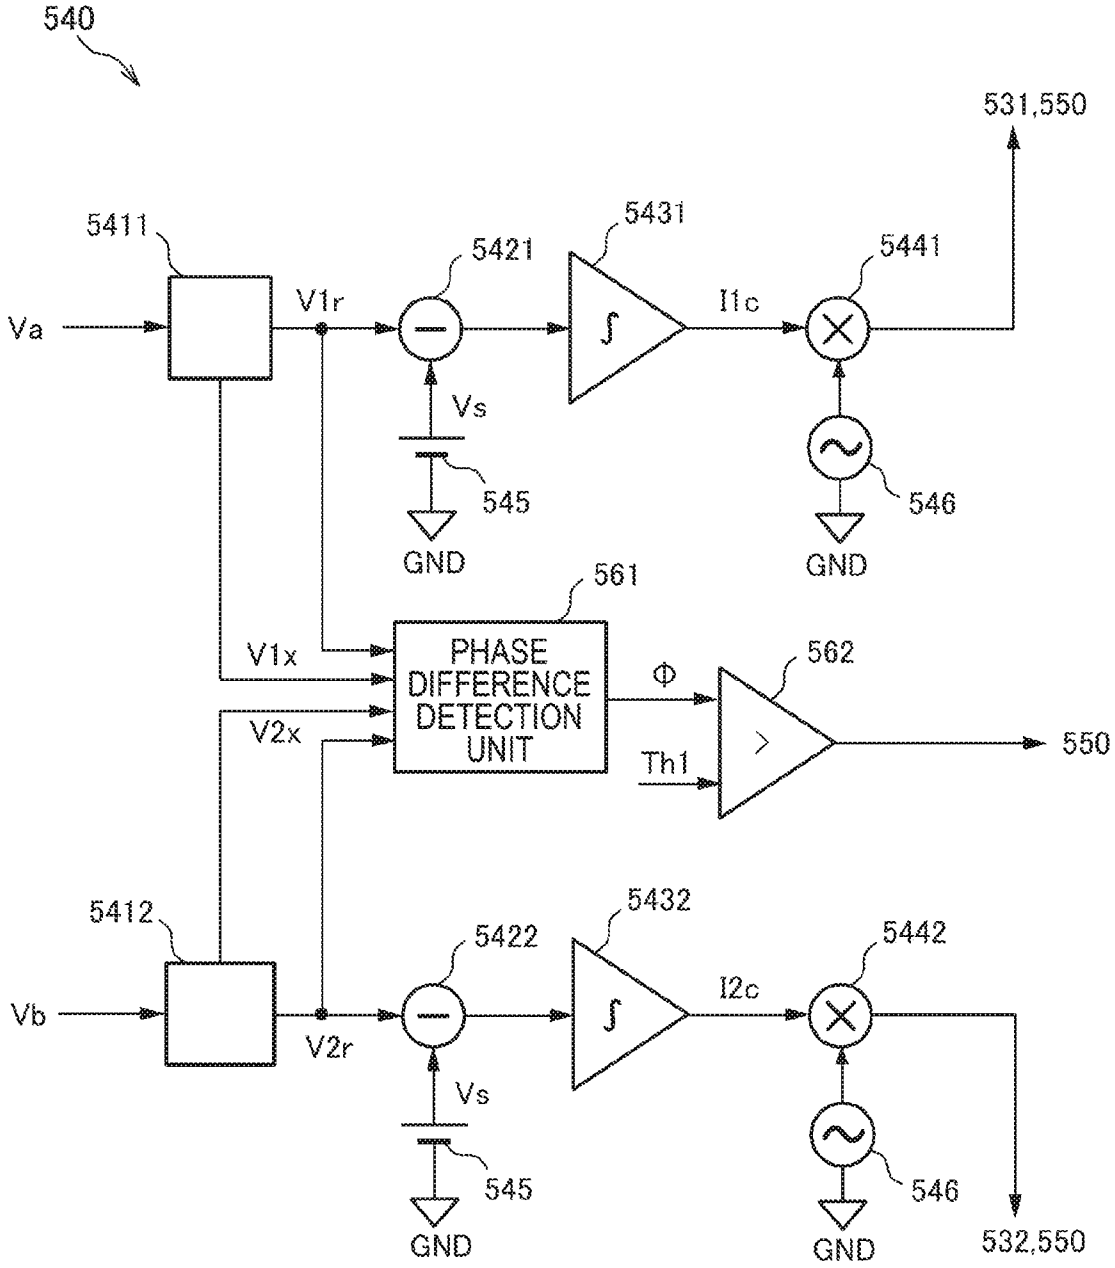 540
531,550
5411
5421
5431
5441
Va
V1r
−
∫
I1c
×
Vs
545
GND
546
GND
561
V1x
V2x
PHASE
DIFFERENCE
DETECTION
UNIT
Φ
Th1
562
>
550
5412
5422
5432
5442
Vb
V2r
−
∫
I2c
×
Vs
545
GND
546
GND
532,550